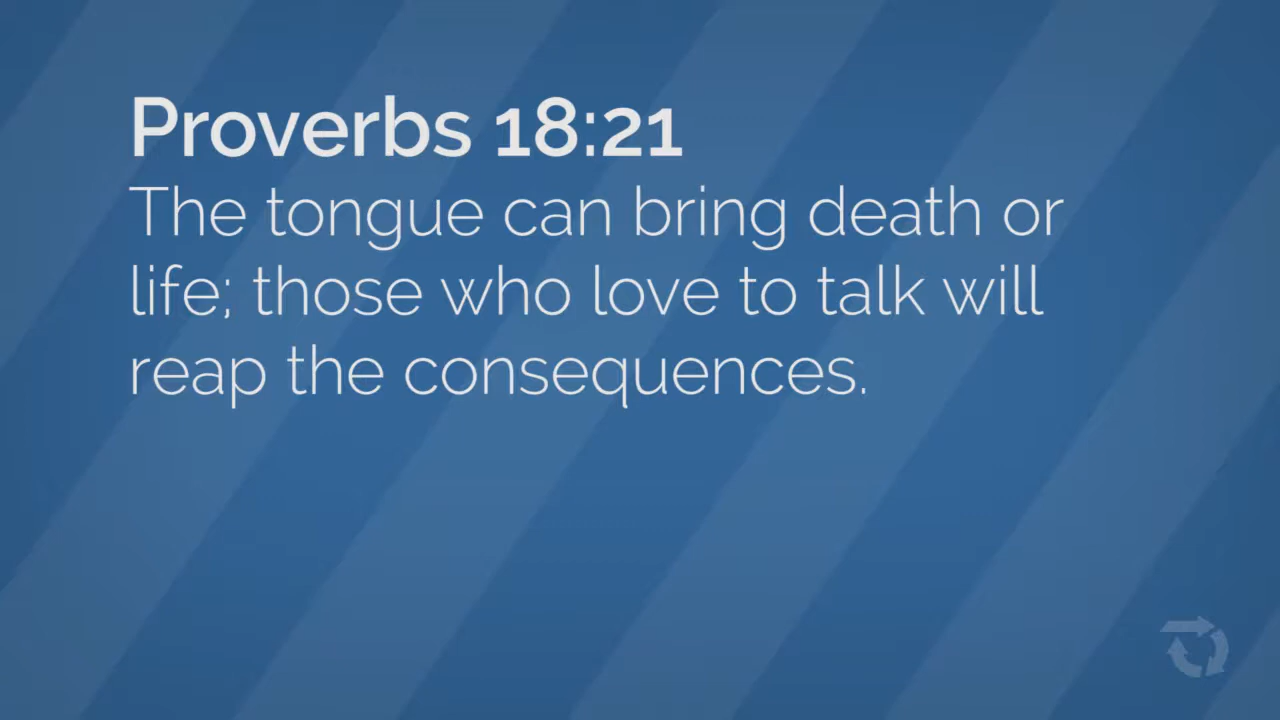 Proverbs 18:21
The tongue can bring death or
life; those who love to talk will
reap the consequences.